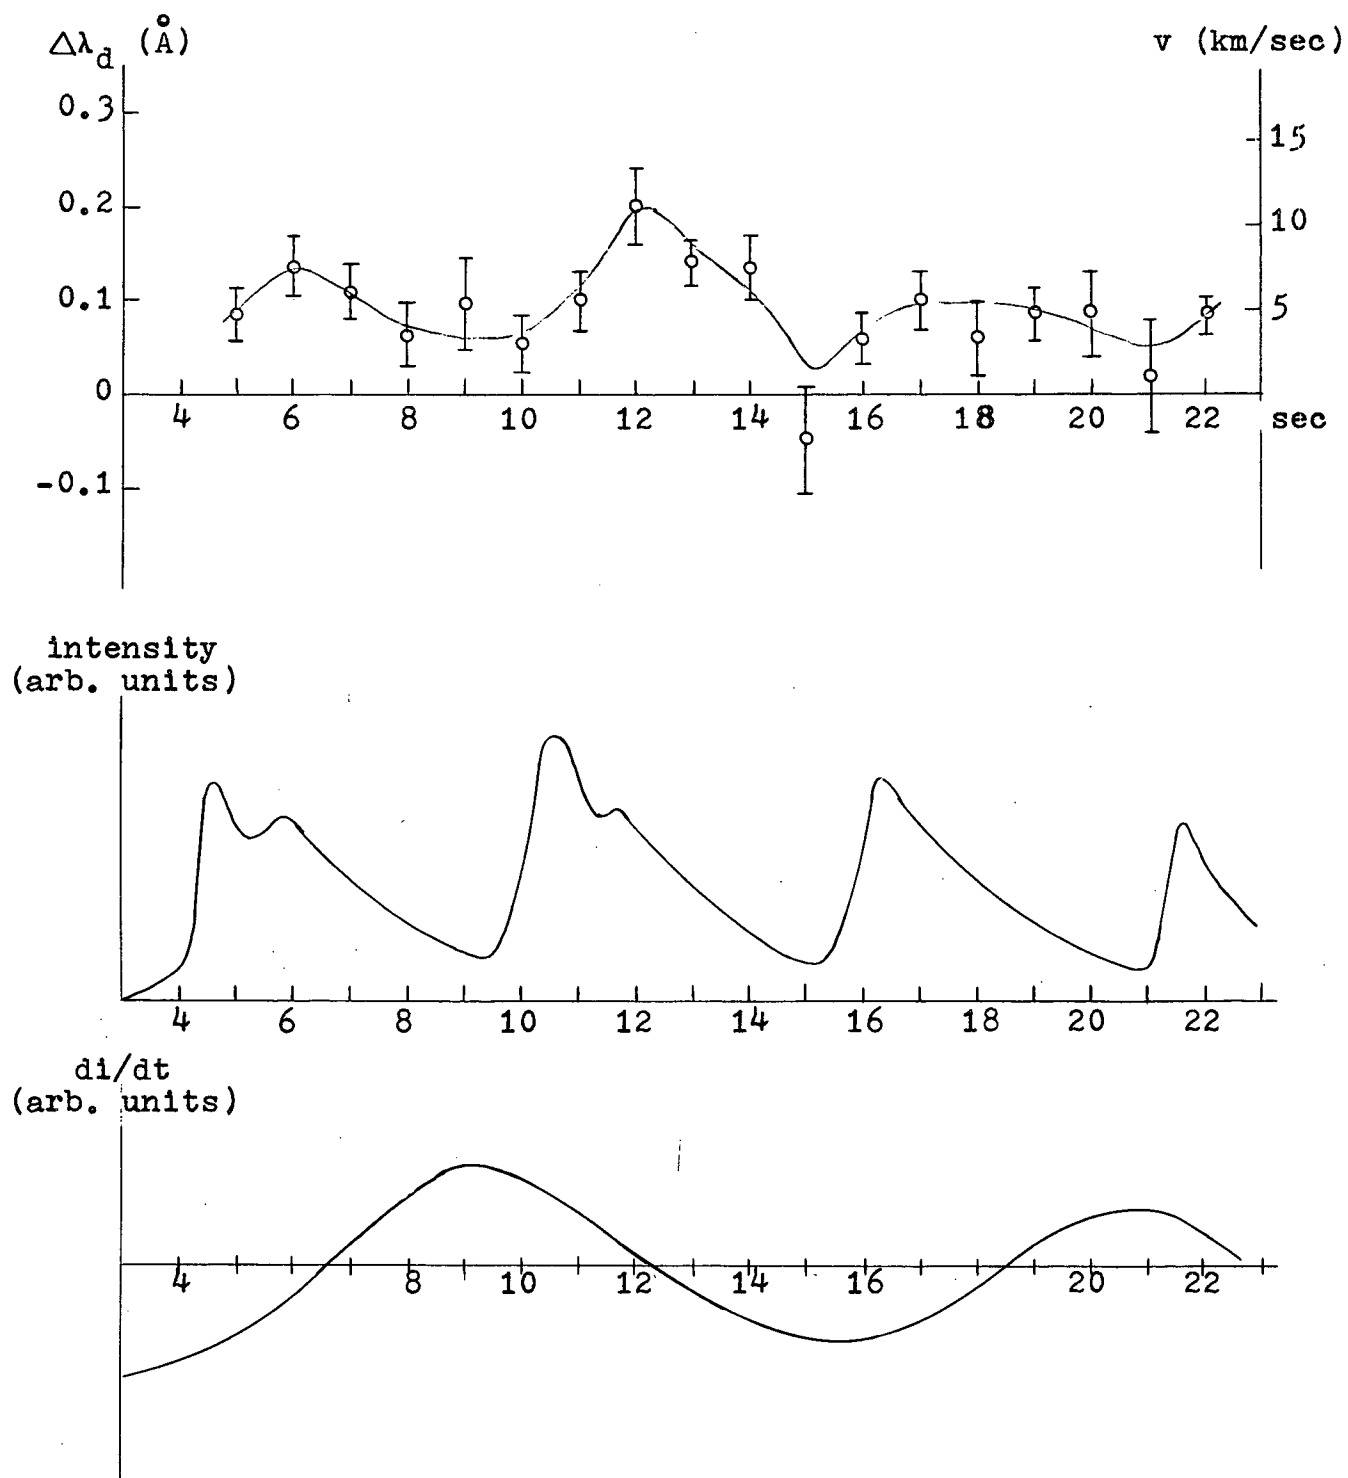 Δλd (Å)
v (km/sec)
0.3
0.2
0.1
0
-0.1
15
10
5
4 6 8 10 12 14 16 18 20 22 sec
intensity
(arb. units)
4 6 8 10 12 14 16 18 20 22
di/dt
(arb. units)
4 8 10 12 14 16 20 22